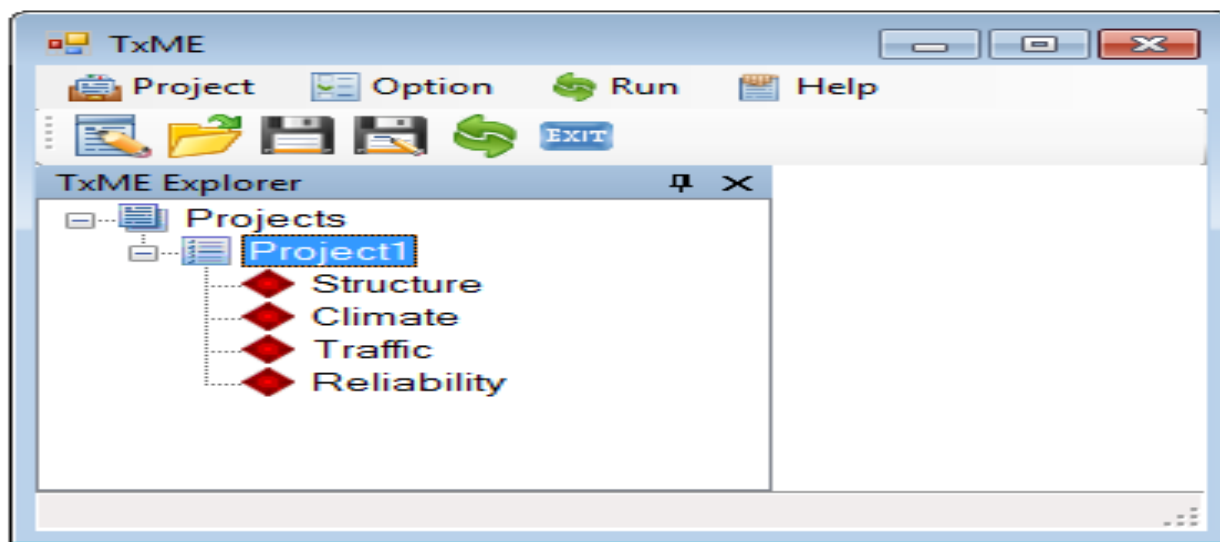 TxME
Project Option Run Help
EXIT
TxME Explorer
Projects
Project1
Structure
Climate
Traffic
Reliability